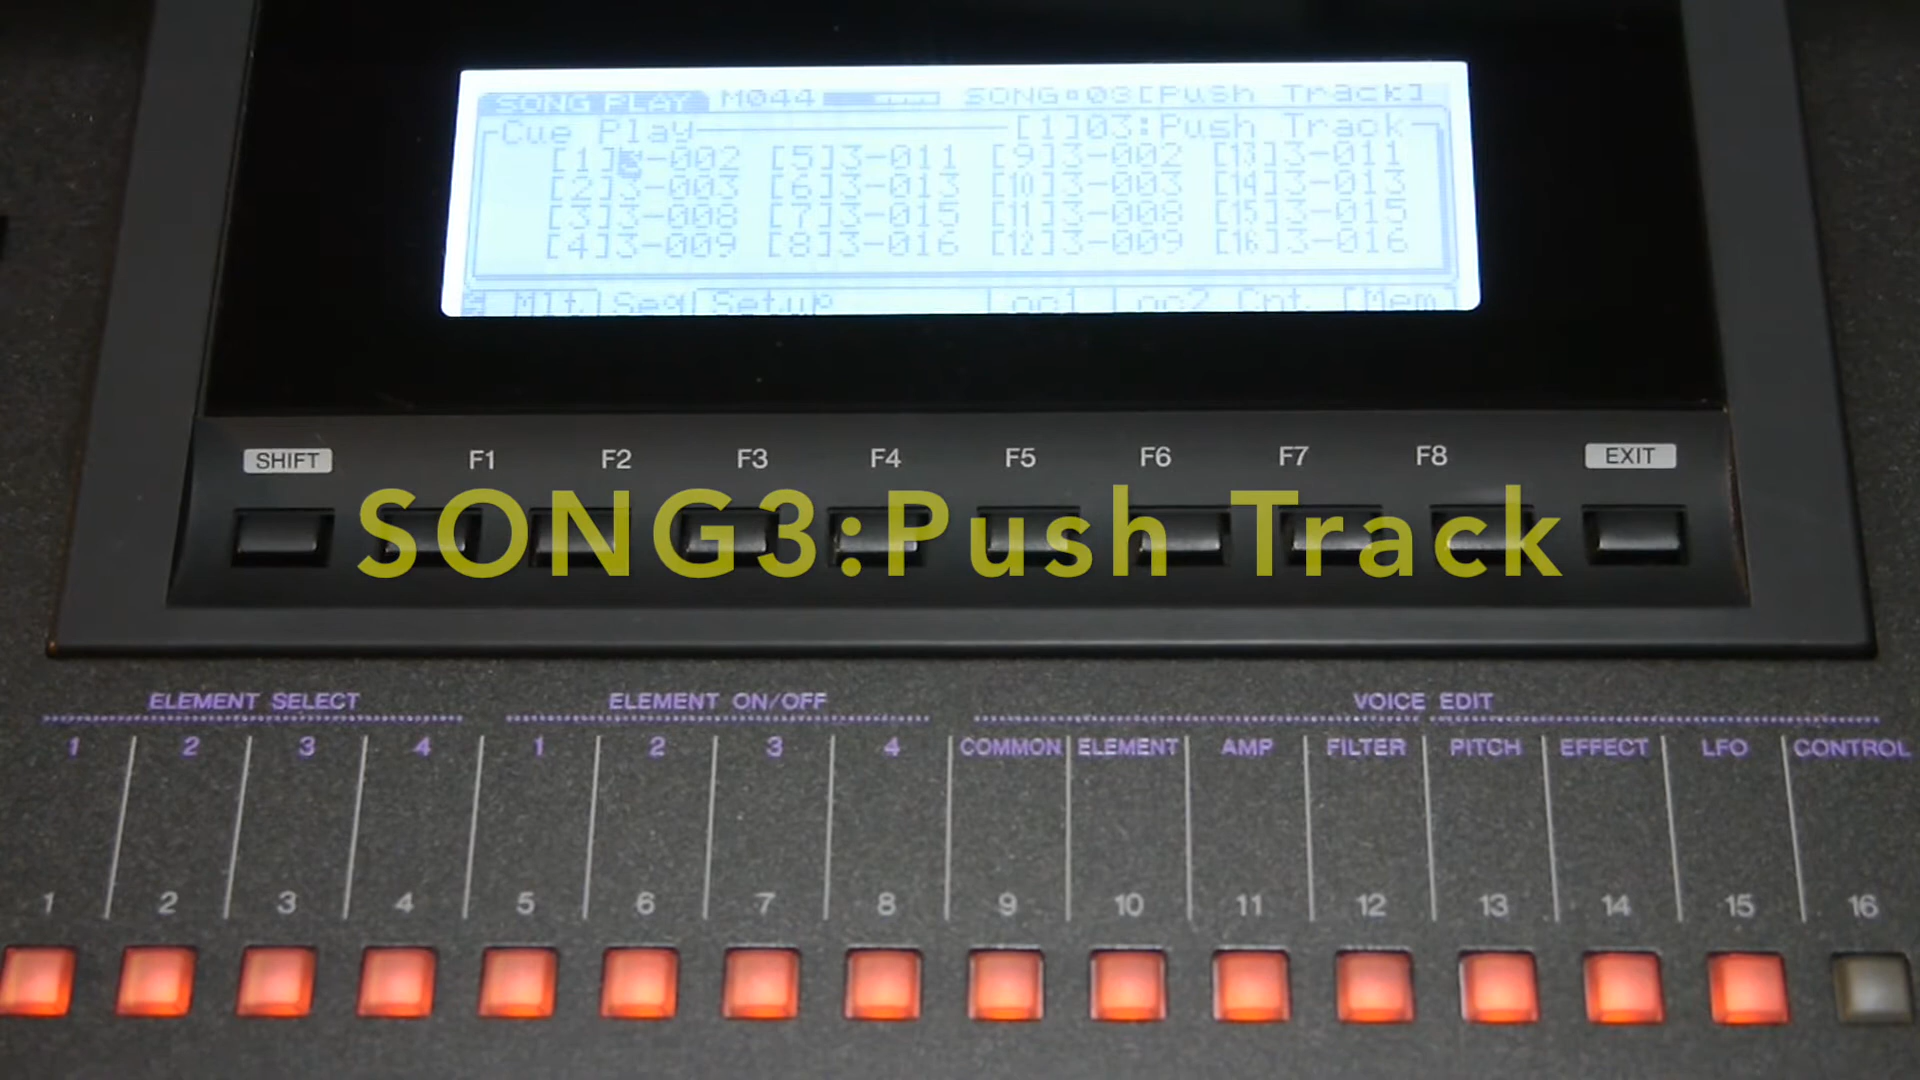 SONG PLAY M044 SONG:03[Push Track]
Cue Play [1]03:Push Track
[1]3-002 [5]3-011 [9]3-002 [13]3-011
[2]3-003 [6]3-013 [10]3-003 [14]3-013
[3]3-008 [7]3-015 [11]3-008 [15]3-015
[4]3-009 [8]3-016 [12]3-009 [16]3-016
Mlt Seq Setup Loc1 Loc2 Cnt Mem
SHIFT F1 F2 F3 F4 F5 F6 F7 F8 EXIT
SONG3:Push Track
ELEMENT SELECT ELEMENT ON/OFF VOICE EDIT
1 2 3 4 1 2 3 4 COMMON ELEMENT AMP FILTER PITCH EFFECT LFO CONTROL
1 2 3 4 5 6 7 8 9 10 11 12 13 14 15 16